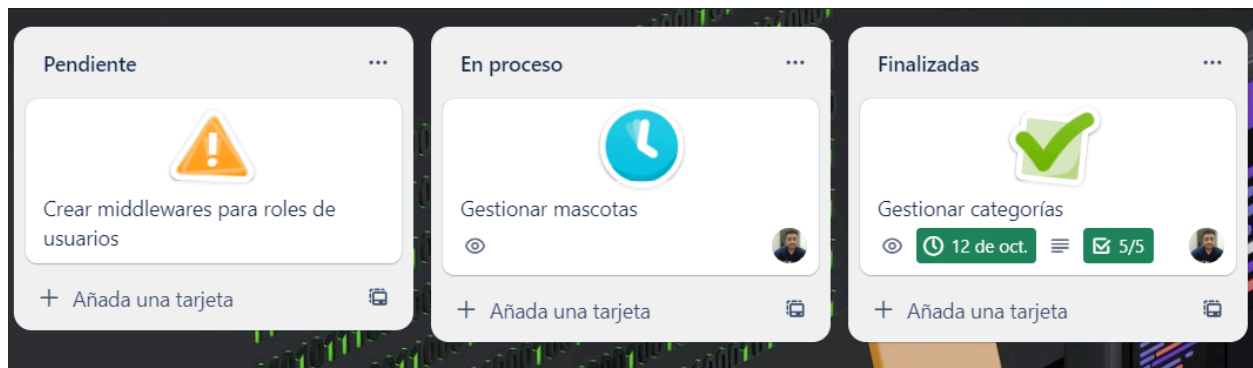 Pendiente
Crear middlewares para roles de
usuarios
Añada una tarjeta
En proceso
Gestionar mascotas
Añada una tarjeta
Finalizadas
Gestionar categorías
12 de oct.
5/5
Añada una tarjeta